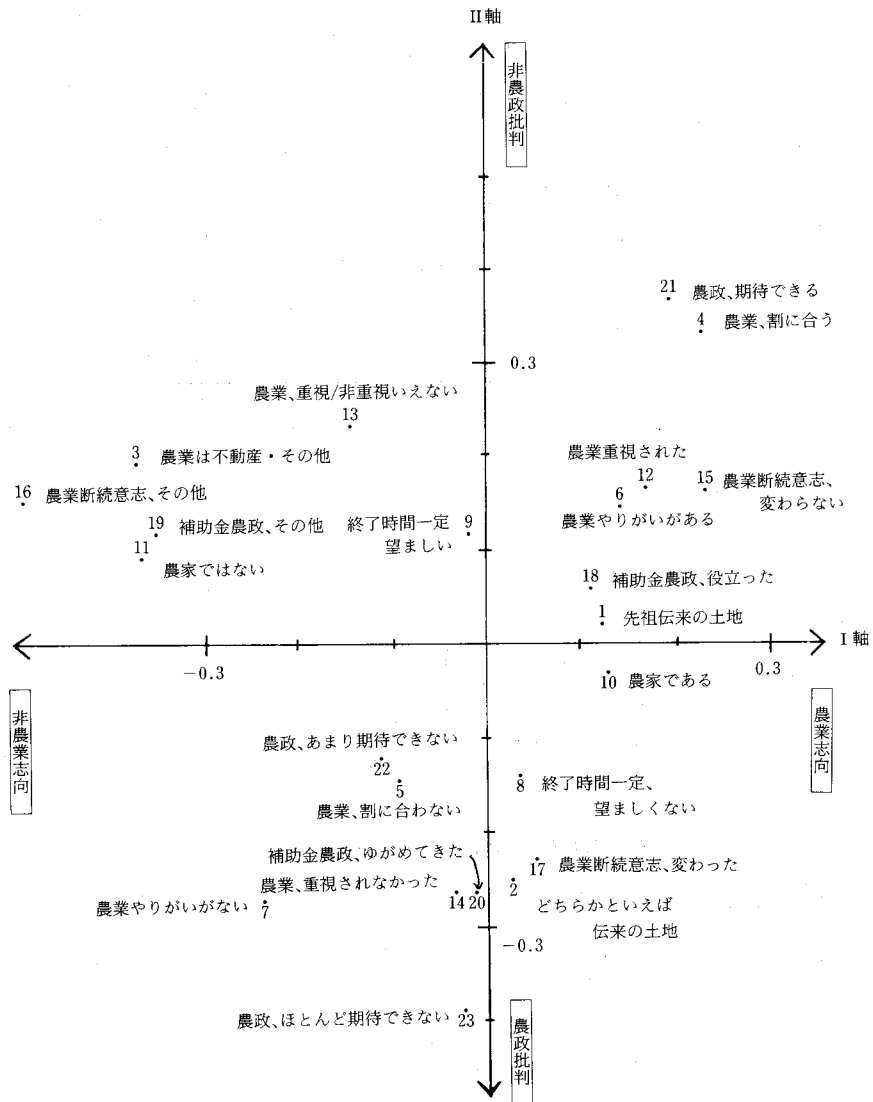 II軸
非農政批判
21
農政、期待できる
4
農業、割に合う
0.3
農業、重視/非重視いえない
13
3
農業は不動産・その他
16
農業断続意志、その他
19
補助金農政、その他
11
農家ではない
終了時間一定
望ましい
9
農業重視された
12
15
農業断続意志、
変わらない
6
農業やりがいがある
18
補助金農政、役立った
1
先祖伝来の土地
I軸
−0.3
0.3
10
農家である
非農業志向
農業志向
農政、あまり期待できない
22
5
農業、割に合わない
8
終了時間一定、
望ましくない
補助金農政、ゆがめてきた
農業、重視されなかった
14
20
農業やりがいがない
7
17
農業断続意志、変わった
2
どちらかといえば
伝来の土地
−0.3
農政、ほとんど期待できない
23
農政批判